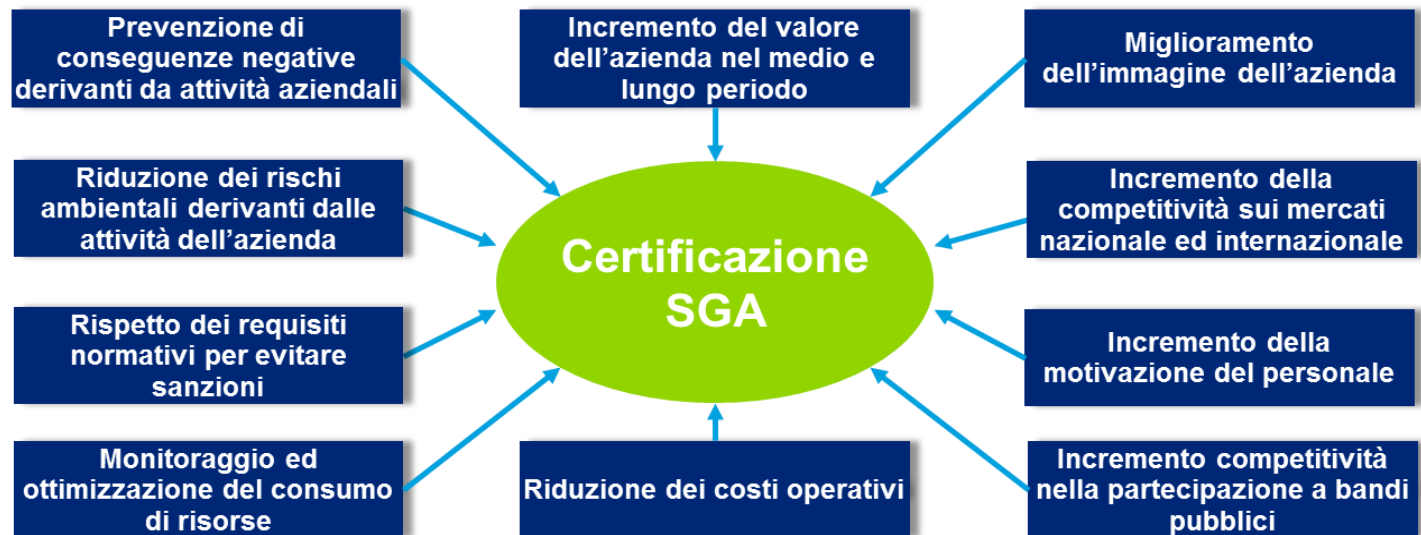 Prevenzione di
conseguenze negative
derivanti da attività aziendali
Incremento del valore
dell'azienda nel medio e
lungo periodo
Miglioramento
dell'immagine dell'azienda
Riduzione dei rischi
ambientali derivanti dalle
attività dell'azienda
Incremento della
competitività sui mercati
nazionale ed internazionale
Certificazione
SGA
Rispetto dei requisiti
normativi per evitare
sanzioni
Incremento della
motivazione del personale
Monitoraggio ed
ottimizzazione del consumo
di risorse
Riduzione dei costi operativi
Incremento competitività
nella partecipazione a bandi
pubblici